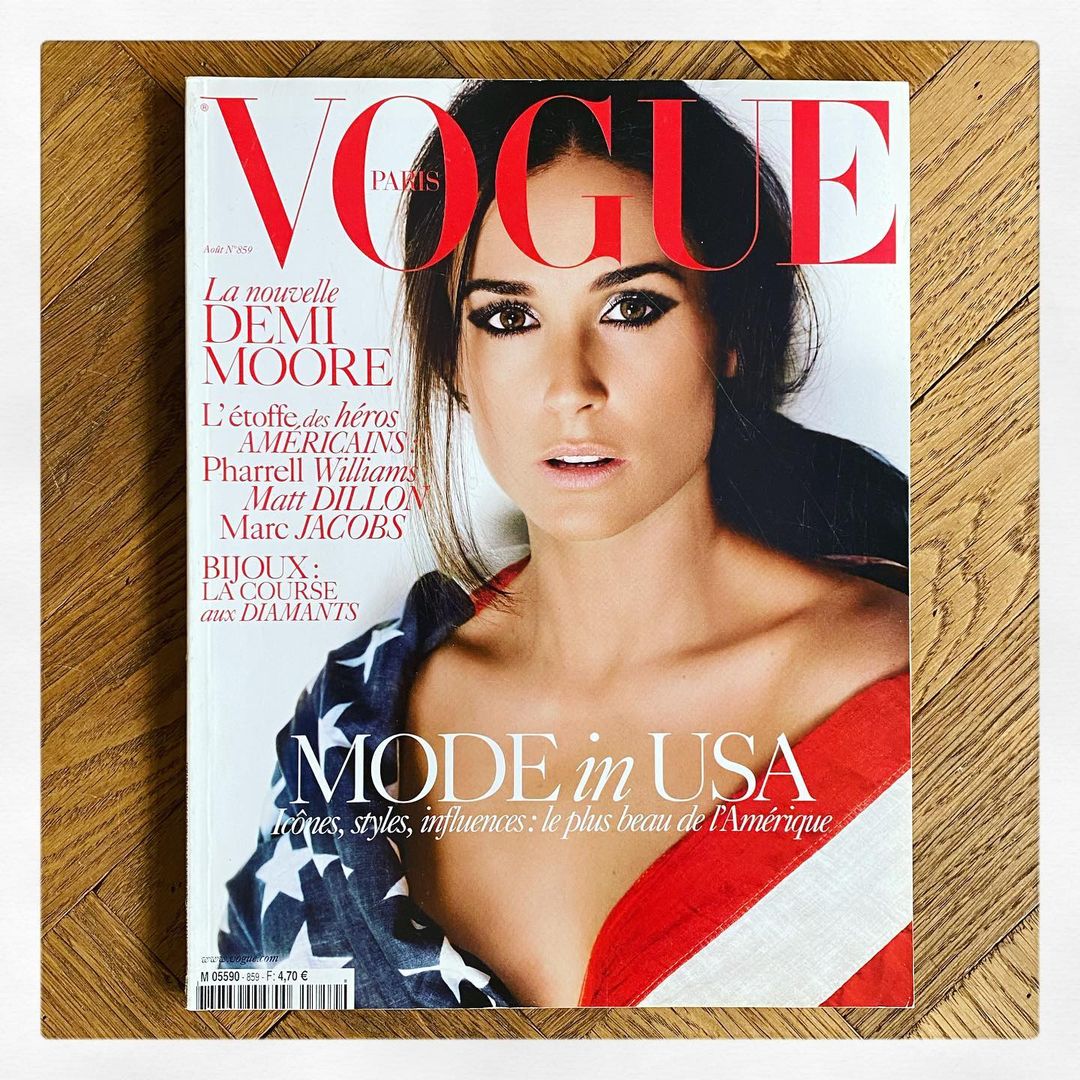 VOGUE
PARIS
®
Août N°859
La nouvelle
DEMI
MOORE
L'étoffe des héros
AMÉRICAINS :
Pharrell Williams
Matt DILLON
Marc JACOBS
BIJOUX :
LA COURSE
aux DIAMANTS
MODE in USA
Icônes, styles, influences : le plus beau de l'Amérique
www.vogue.com
M 05590 - 859 - F: 4,70 €